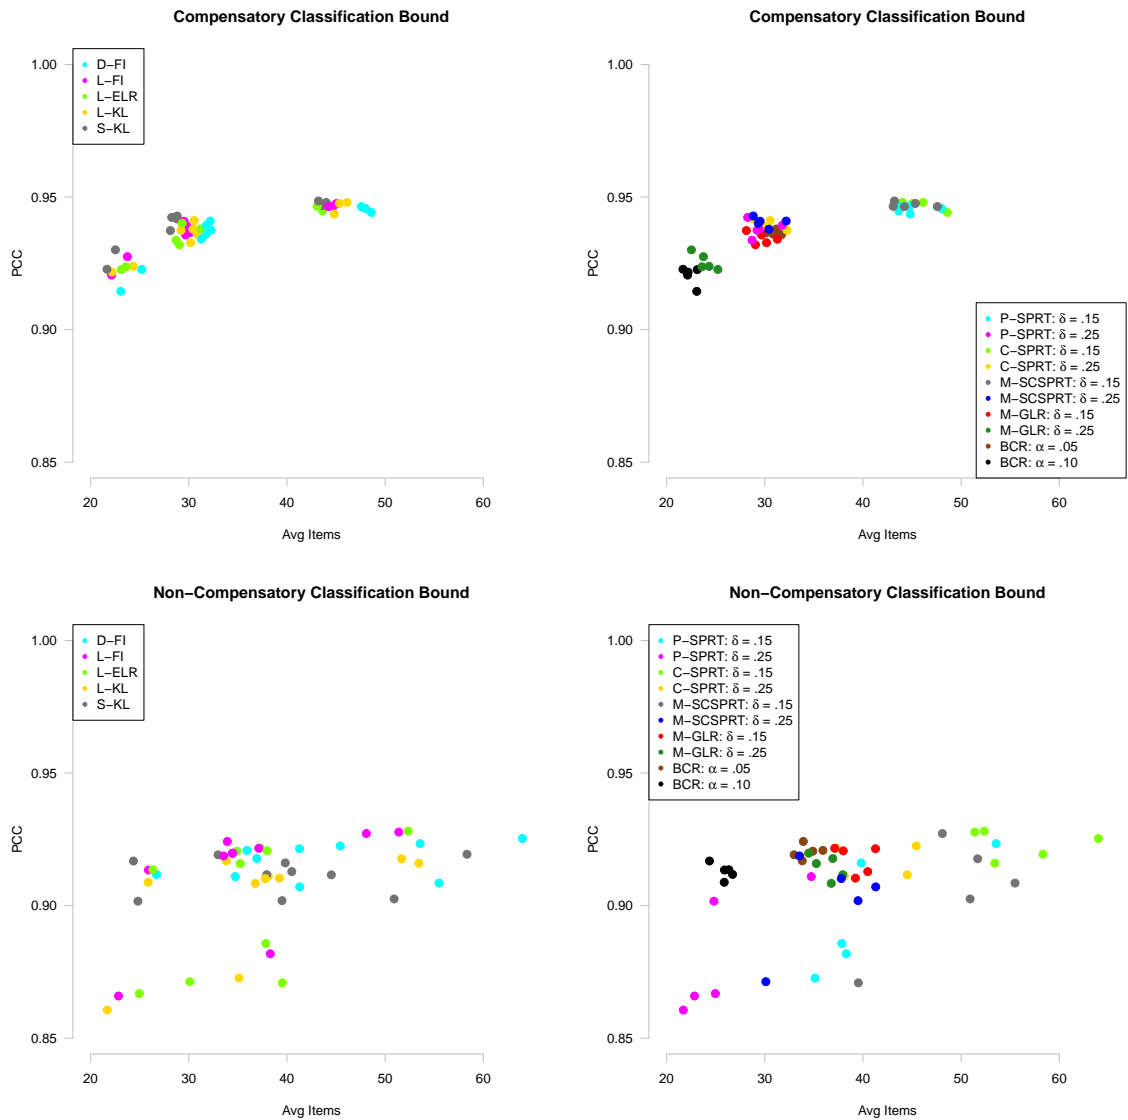 Compensatory Classification Bound
1.00
0.95
0.90
0.85
PCC
D−FI
L−FI
L−ELR
L−KL
S−KL
20 30 40 50 60
Avg Items
Compensatory Classification Bound
1.00
0.95
0.90
0.85
PCC
P−SPRT: δ = .15
P−SPRT: δ = .25
C−SPRT: δ = .15
C−SPRT: δ = .25
M−SCSPRT: δ = .15
M−SCSPRT: δ = .25
M−GLR: δ = .15
M−GLR: δ = .25
BCR: α = .05
BCR: α = .10
20 30 40 50 60
Avg Items
Non−Compensatory Classification Bound
1.00
0.95
0.90
0.85
PCC
D−FI
L−FI
L−ELR
L−KL
S−KL
20 30 40 50 60
Avg Items
Non−Compensatory Classification Bound
1.00
0.95
0.90
0.85
PCC
P−SPRT: δ = .15
P−SPRT: δ = .25
C−SPRT: δ = .15
C−SPRT: δ = .25
M−SCSPRT: δ = .15
M−SCSPRT: δ = .25
M−GLR: δ = .15
M−GLR: δ = .25
BCR: α = .05
BCR: α = .10
20 30 40 50 60
Avg Items